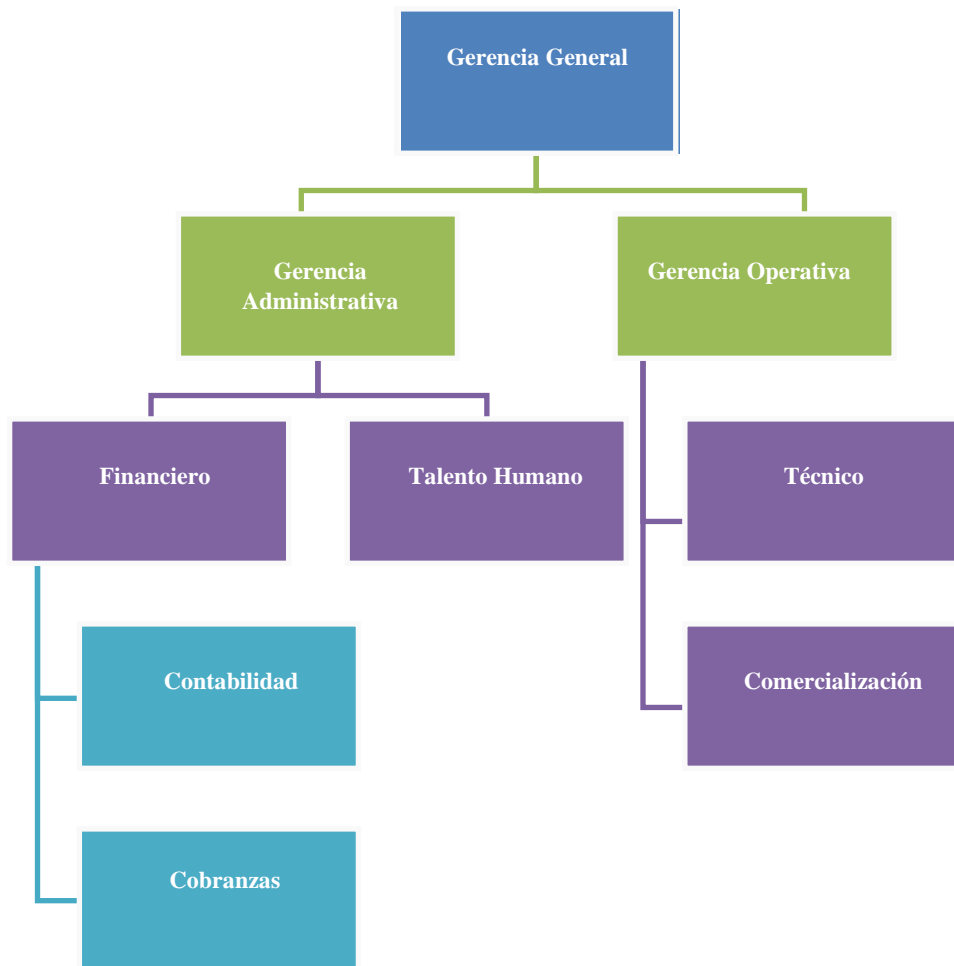 Gerencia General
Gerencia
Administrativa
Gerencia Operativa
Financiero
Talento Humano
Técnico
Contabilidad
Comercialización
Cobranzas